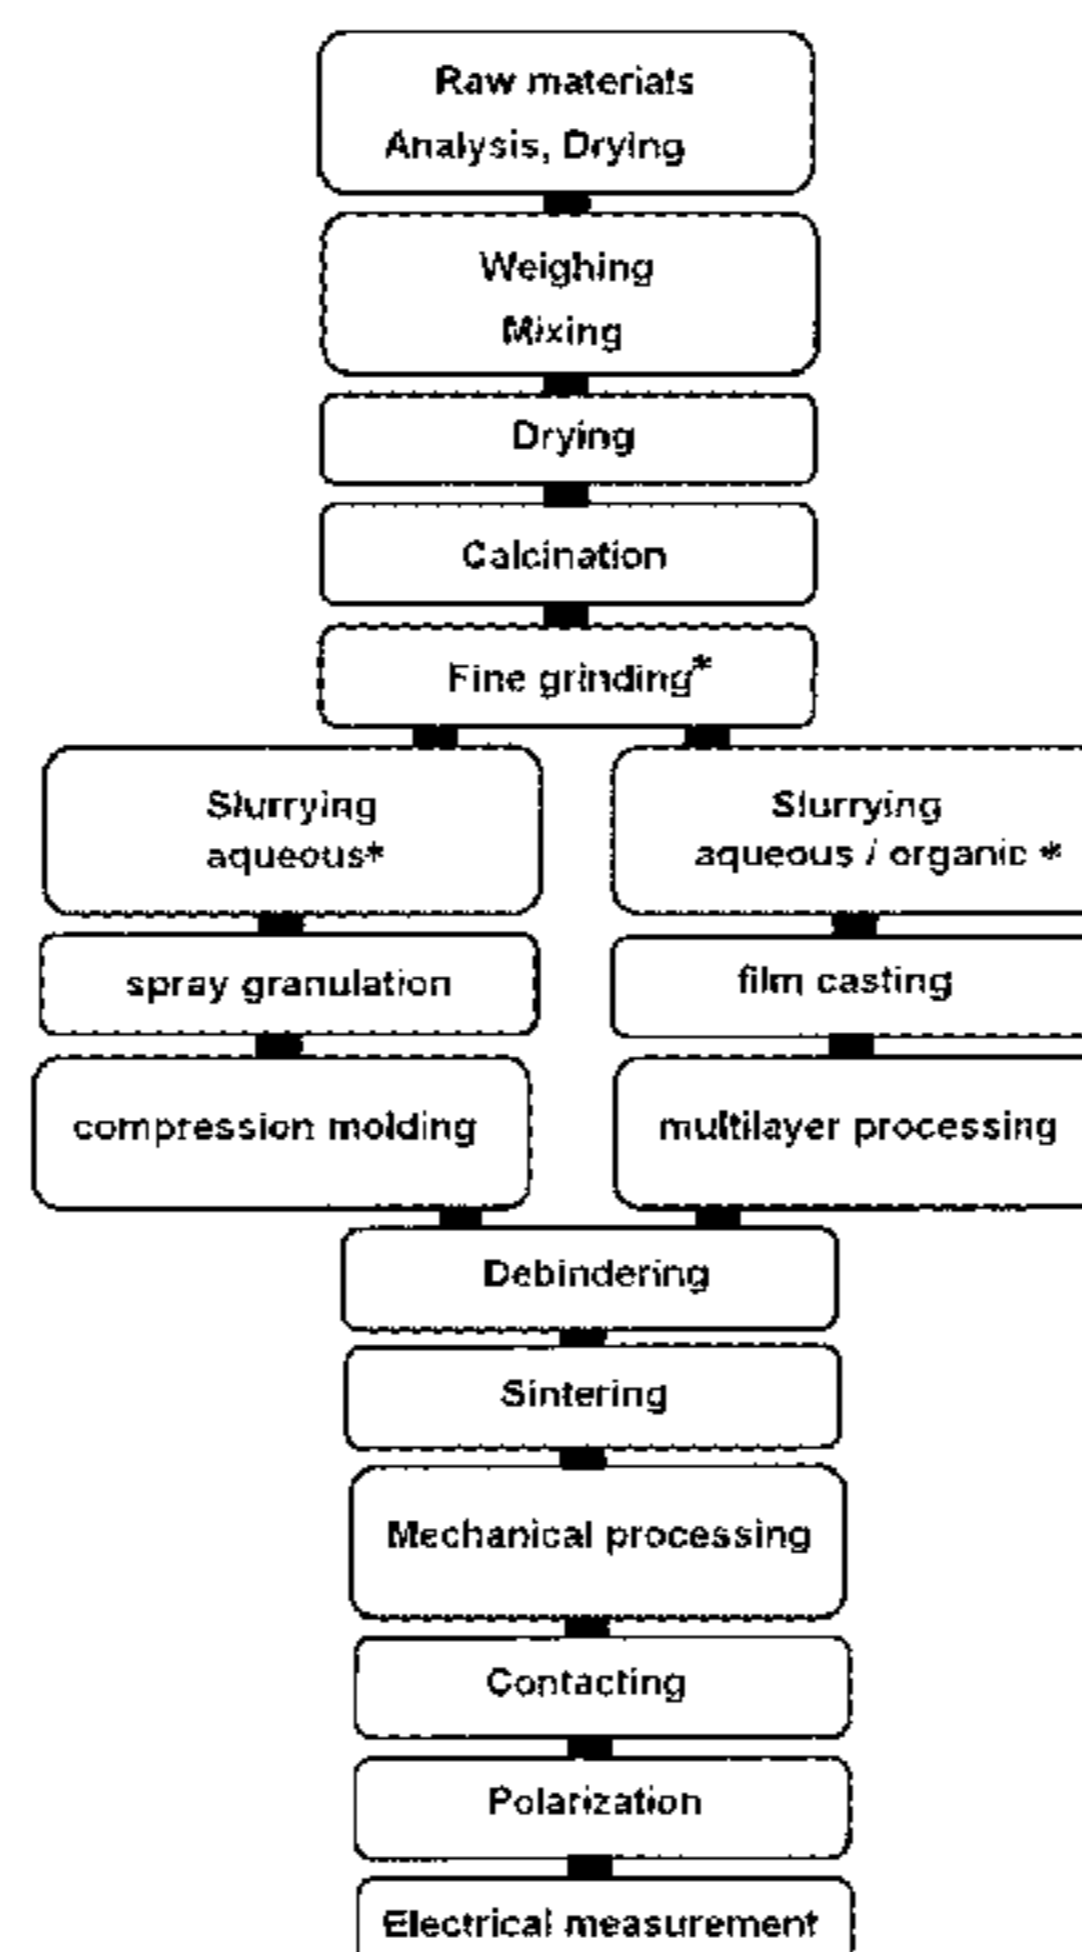 Raw materials
Analysis, Drying
Weighing
Mixing
Drying
Calcination
Fine grinding*
Slurrying
aqueous*
Slurrying
aqueous / organic *
spray granulation
film casting
compression molding
multilayer processing
Debindering
Sintering
Mechanical processing
Contacting
Polarization
Electrical measurement